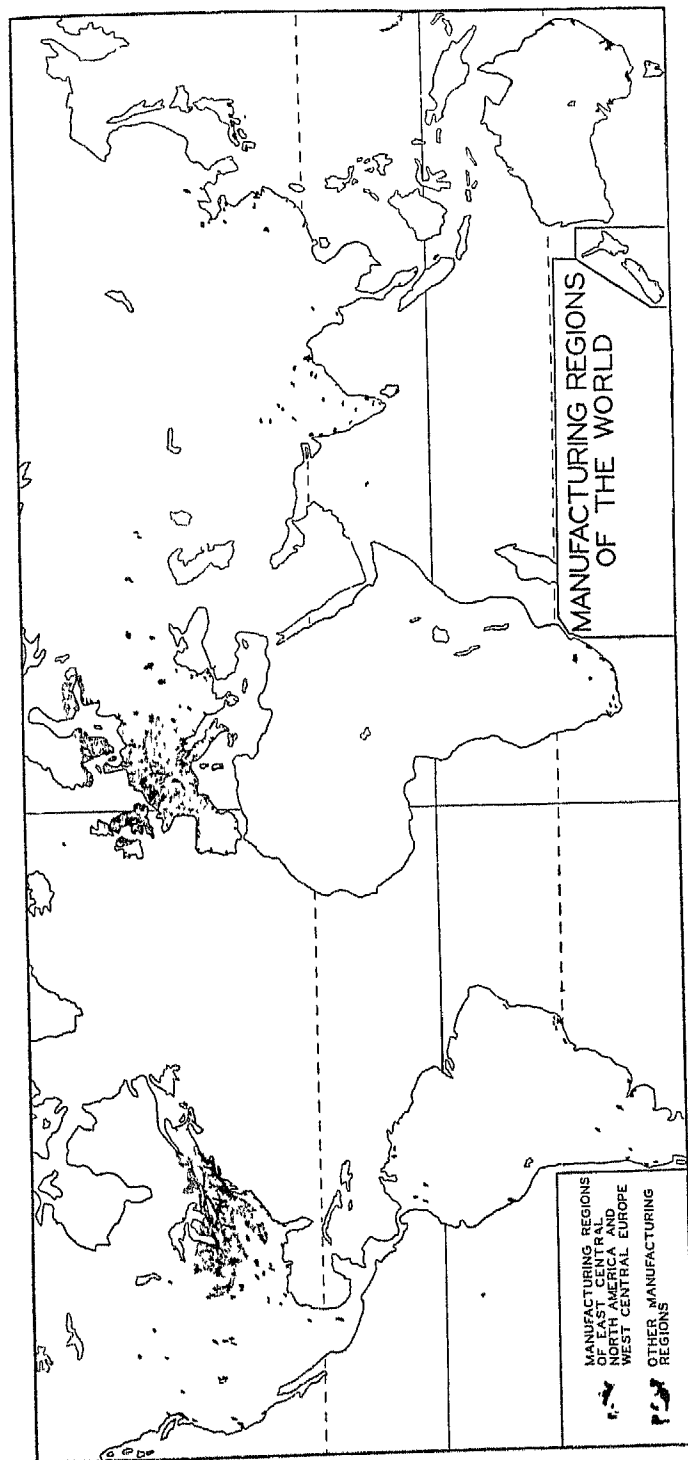 MANUFACTURING REGIONS
OF THE WORLD
MANUFACTURING REGIONS
OF EAST CENTRAL
NORTH AMERICA AND
WEST CENTRAL EUROPE
OTHER MANUFACTURING
REGIONS